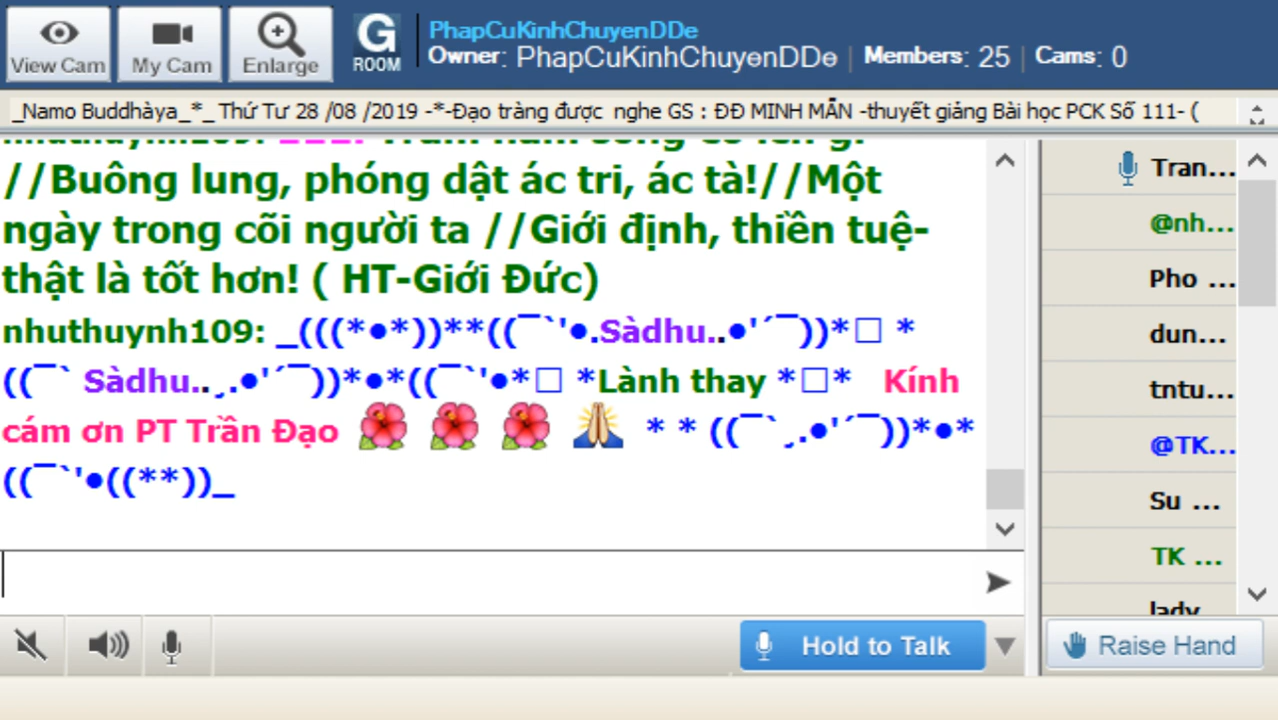 View Cam
My Cam
Enlarge
G
ROOM
PhapCuKinhChuyenDDe
Owner: PhapCuKinhChuyenDDe | Members: 25 | Cams: 0
_Namo Buddhàya_*_ Thứ Tư 28 /08 /2019 -*-Đạo tràng được nghe GS : ĐĐ MINH MẪN -thuyết giảng Bài học PCK Số 111- (
//Buông lung, phóng dật ác tri, ác tà!//Một
ngày trong cõi người ta //Giới định, thiền tuệ-
thật là tốt hơn! ( HT-Giới Đức)
nhuthuynh109: _(((*●*))**((¯`'●.Sàdhu..●'´¯))*□ *
((¯` Sàdhu..¸.●'´¯))*●*((¯`'●*□ *Lành thay *□* Kính
cám ơn PT Trần Đạo * * ((¯`¸.●'´¯))*●*
((¯`'●((**))_
Tran...
@nh...
Pho ...
dun...
tntu...
@TK...
Su ...
TK ...
lady
Hold to Talk
Raise Hand